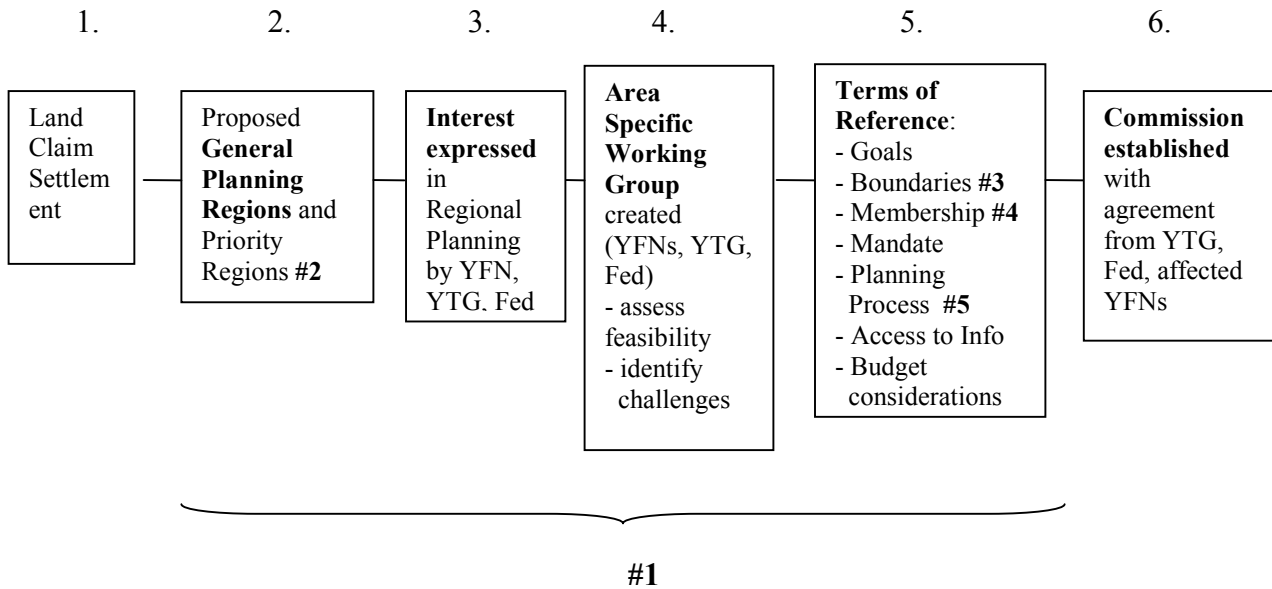 1. 2. 3. 4. 5. 6.
Land
Claim
Settlem
ent
Proposed
General
Planning
Regions and
Priority
Regions #2
Interest
expressed
in
Regional
Planning
by YFN,
YTG, Fed
Area
Specific
Working
Group
created
(YFNs, YTG,
Fed)
- assess
feasibility
- identify
challenges
Terms of
Reference:
- Goals
- Boundaries #3
- Membership #4
- Mandate
- Planning
Process #5
- Access to Info
- Budget
considerations
Commission
established
with
agreement
from YTG,
Fed, affected
YFNs
#1